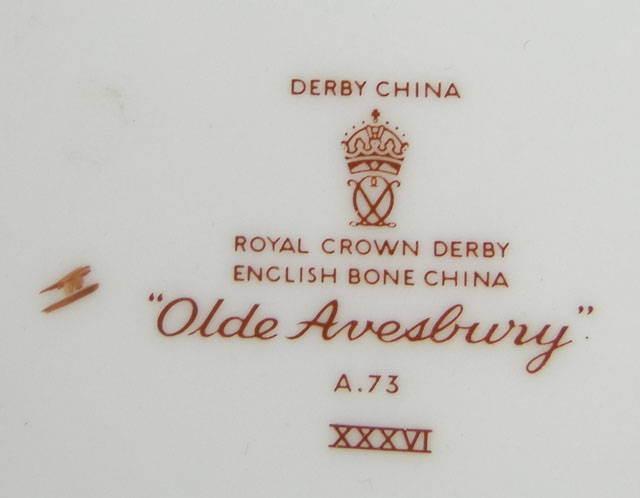 DERBY CHINA
ROYAL CROWN DERBY
ENGLISH BONE CHINA
"Olde Avesbury"
A.73
XXXVI